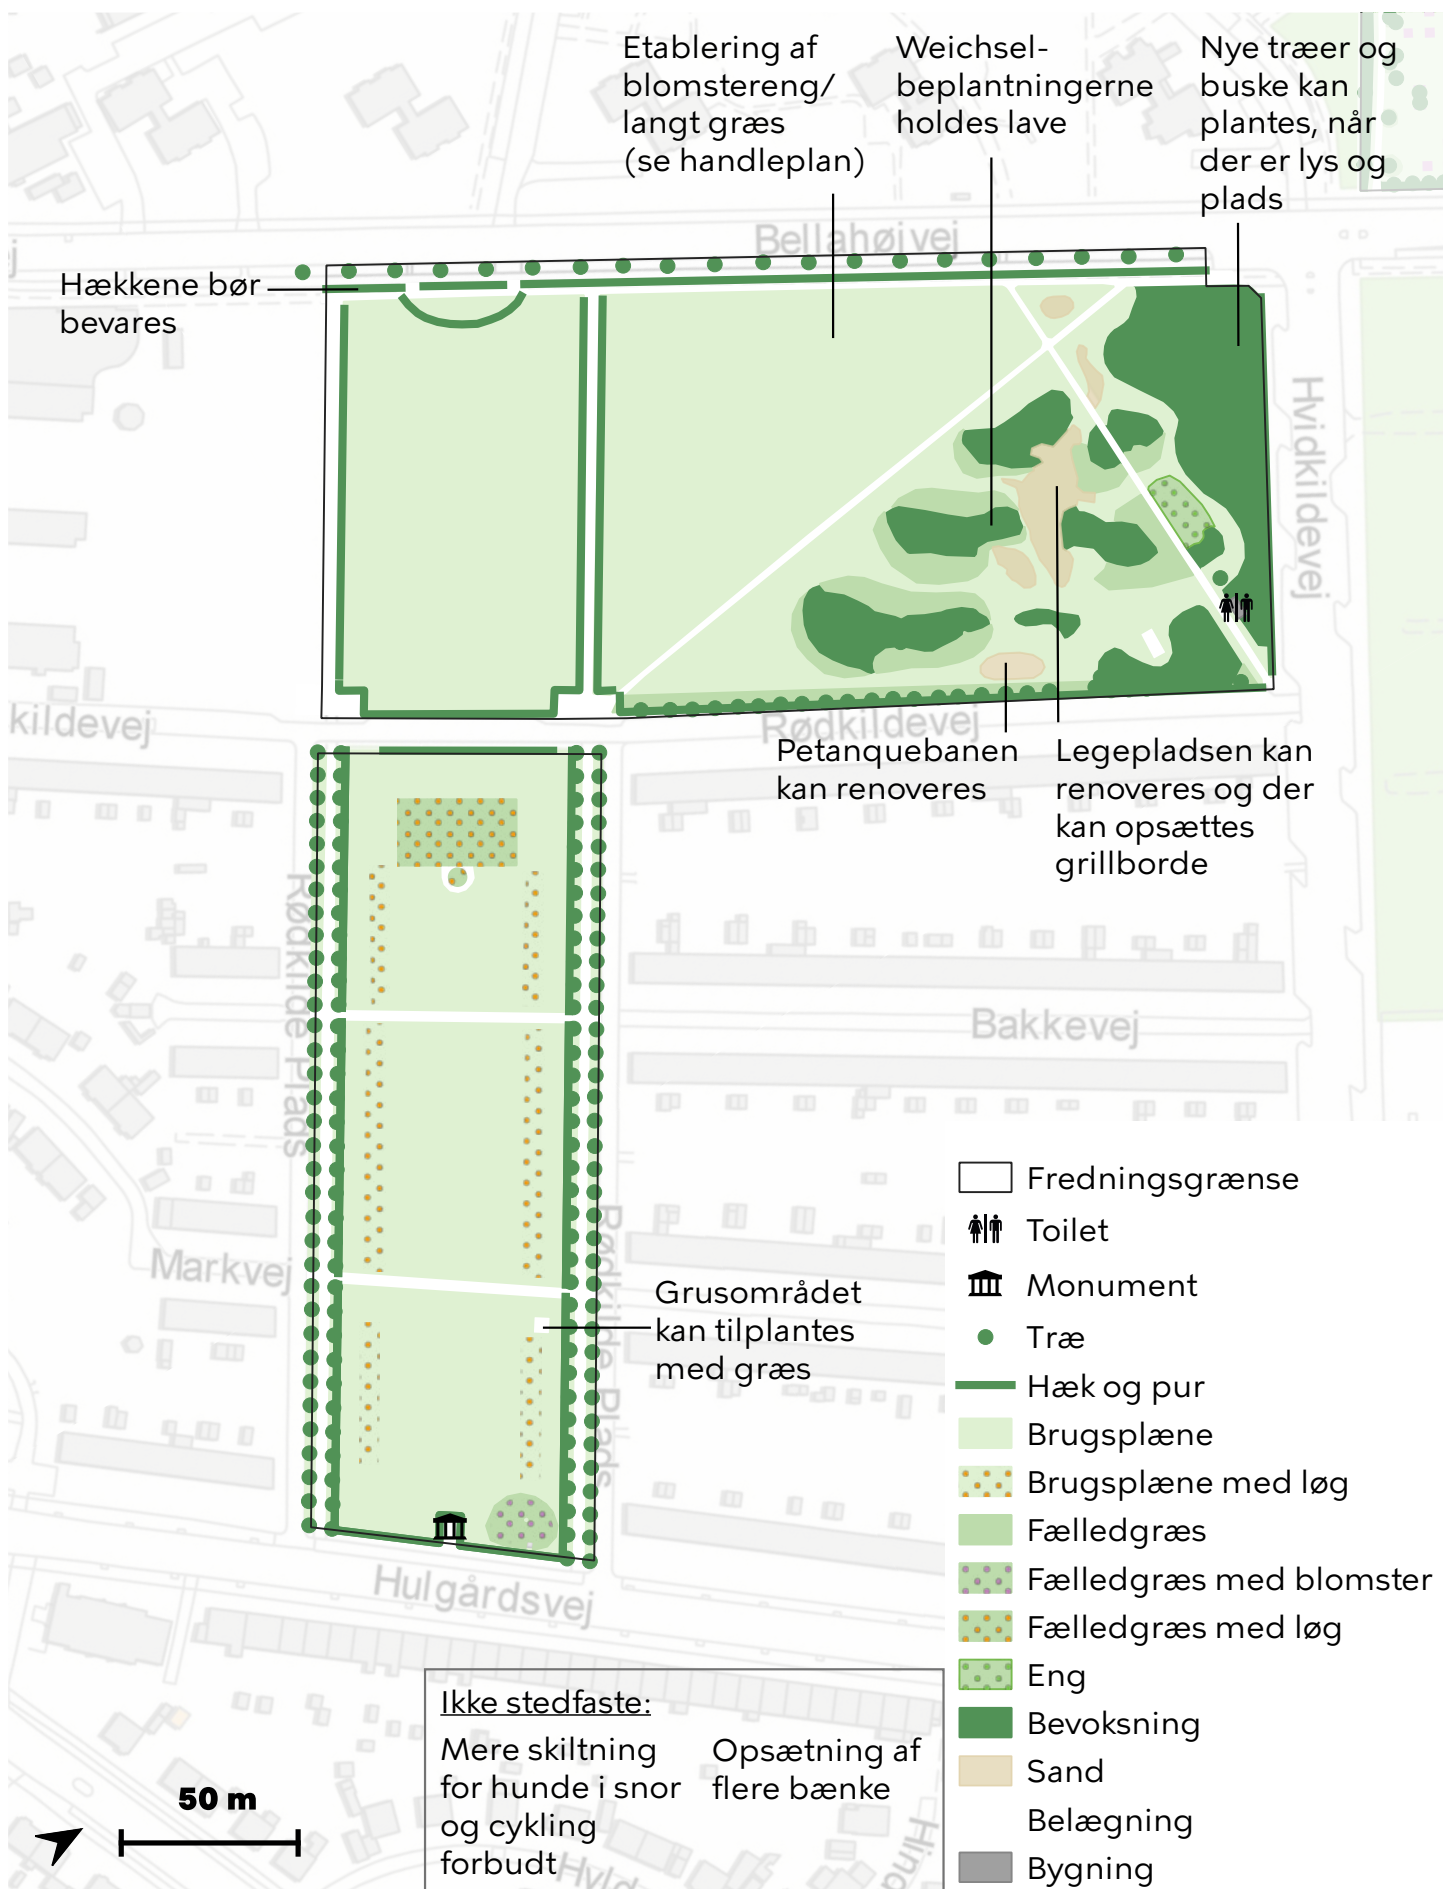 Etablering af
blomstereng/
langt græs
(se handleplan)
Weichsel-
beplantningerne
holdes lave
Nye træer og
buske kan
plantes, når
der er lys og
plads
Bellahøjvej
Hækkene bør
bevares
Hvidkildevej
kildevej
Rødkildevej
Petanquebanen
kan renoveres
Legepladsen kan
renoveres og der
kan opsættes
grillborde
Rødkilde Plads
Bakkevej
Markvej
Rødkilde Plads
Grusområdet
kan tilplantes
med græs
Hulgårdsvej
Fredningsgrænse
Toilet
Monument
Træ
Hæk og pur
Brugsplæne
Brugsplæne med løg
Fælledgræs
Fælledgræs med blomster
Fælledgræs med løg
Eng
Bevoksning
Sand
Belægning
Bygning
Ikke stedfaste:
Mere skiltning
for hunde i snor
og cykling
forbudt
Opsætning af
flere bænke
50 m